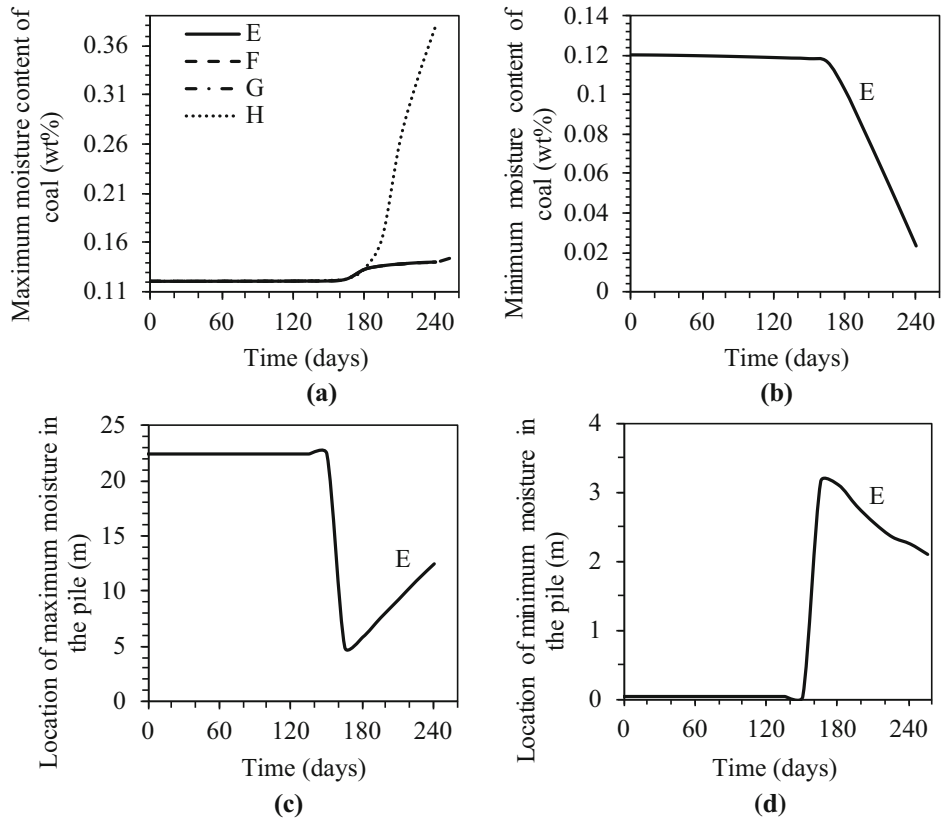 Maximum moisture content of
coal (wt%)
0.36
0.31
0.26
0.21
0.16
0.11
E
F
G
H
0 60 120 180 240
Time (days)
(a)
Minimum moisture content of
coal (wt%)
0.14
0.12
0.1
0.08
0.06
0.04
0.02
0
E
0 60 120 180 240
Time (days)
(b)
Location of maximum moisture in
the pile (m)
25
20
15
10
5
0
E
0 60 120 180 240
Time (days)
(c)
Location of minimum moisture in
the pile (m)
4
3
2
1
0
E
0 60 120 180 240
Time (days)
(d)